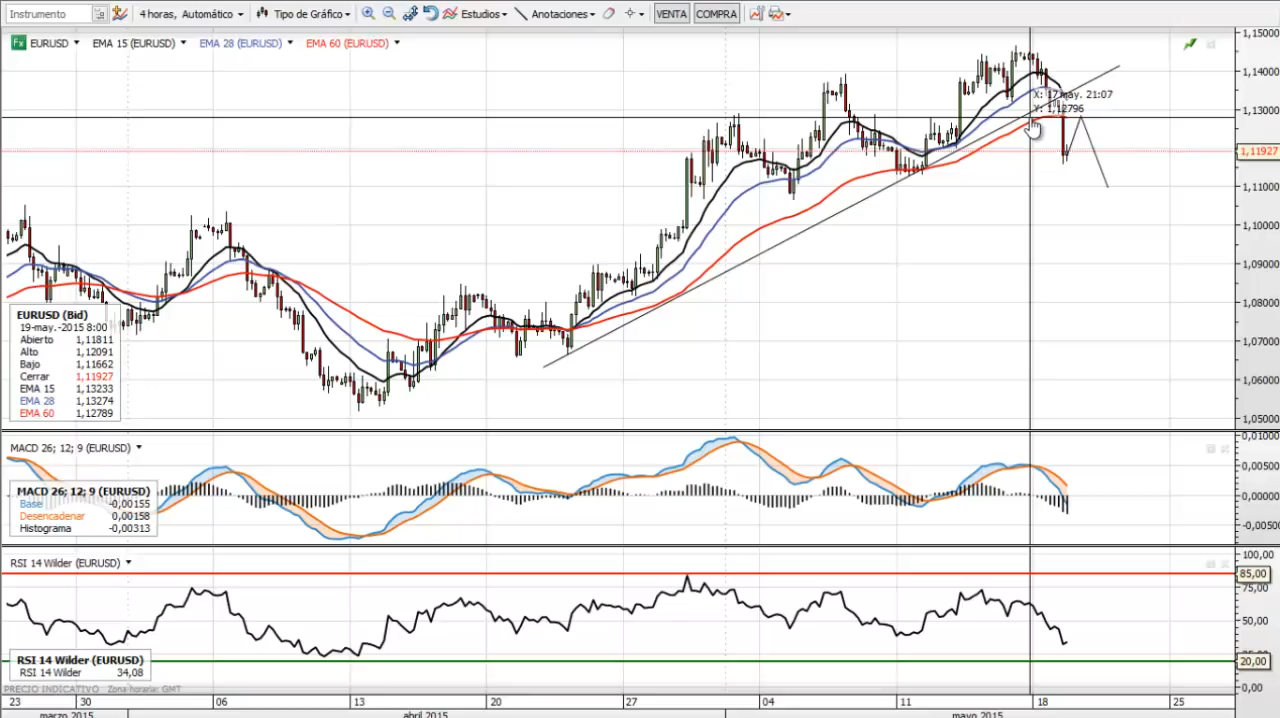 Instrumento 4 horas, Automático Tipo de Gráfico Estudios Anotaciones VENTA COMPRA
EURUSD EMA 15 (EURUSD) EMA 28 (EURUSD) EMA 60 (EURUSD)
1,15000
1,14000
X: 17 may. 21:07
Y: 1,12796
1,13000
1,11927
1,11000
1,10000
1,09000
1,08000
1,07000
1,06000
1,05000
EURUSD (Bid)
19-may.-2015 8:00
Abierto 1,11811
Alto 1,12091
Bajo 1,11662
Cerrar 1,11927
EMA 15 1,13233
EMA 28 1,13274
EMA 60 1,12789
MACD 26; 12; 9 (EURUSD)
0,01000
0,00500
0,00000
-0,00500
MACD 26; 12; 9 (EURUSD)
Base -0,00155
Desencadenar 0,00158
Histograma -0,00313
RSI 14 Wilder (EURUSD)
100,00
85,00
75,00
50,00
20,00
0,00
RSI 14 Wilder (EURUSD)
RSI 14 Wilder 34,08
PRECIO INDICATIVO Zona horaria: GMT
23 30 06 13 20 27 04 11 18 25
marzo 2015 abril 2015 mayo 2015